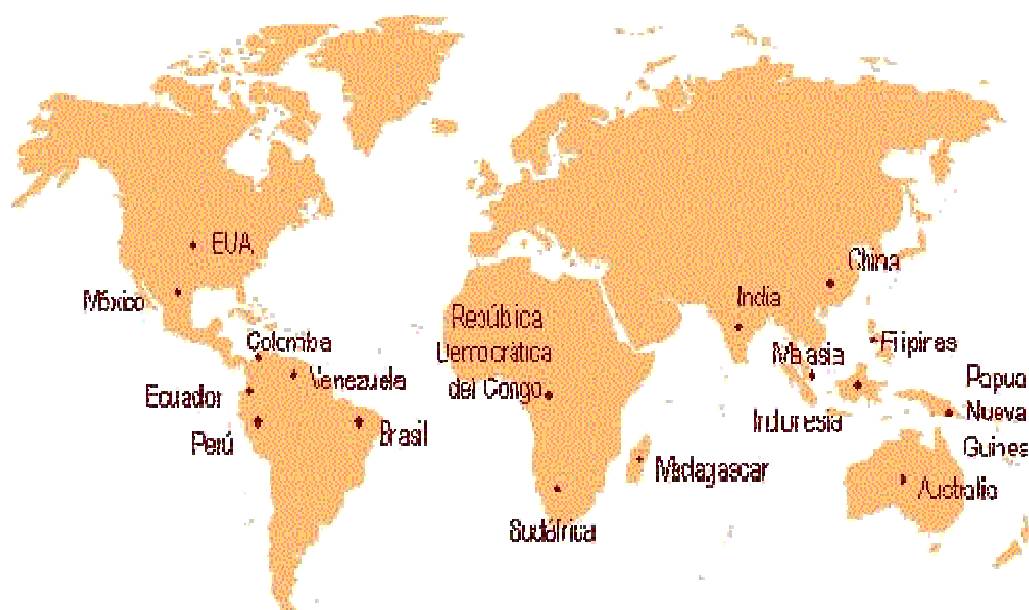 EUA
México
China
India
República
Democrática
del Congo
Colombia
Venezuela
Ecuador
Perú
Brasil
Malasia
Filipinas
Indonesia
Papua
Nueva
Guinea
Madagascar
Australia
Sudáfrica